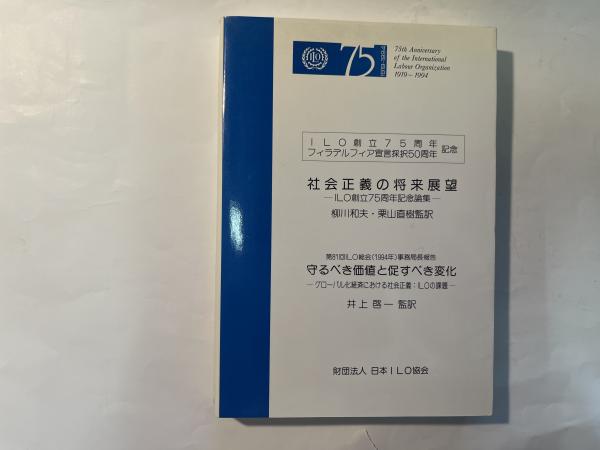 ILO
75
75th Anniversary
of the International
Labour Organization
1919–1994
ILO創立75周年
フィラデルフィア宣言採択50周年
記念
社会正義の将来展望
―ILO創立75周年記念論集―
柳川和夫・栗山直樹監訳
第81回ILO総会(1994年)事務局長報告
守るべき価値と促すべき変化
―グローバル化経済における社会正義：ILOの課題―
井上啓一 監訳
財団法人 日本ILO協会